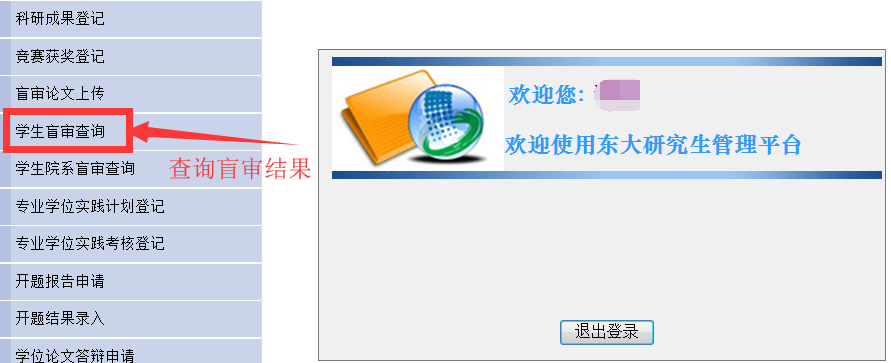 科研成果登记
竞赛获奖登记
盲审论文上传
学生盲审查询
学生院系盲审查询
专业学位实践计划登记
专业学位实践考核登记
开题报告申请
开题结果录入
学位论文答辩申请
查询盲审结果
欢迎您:
欢迎使用东大研究生管理平台
退出登录